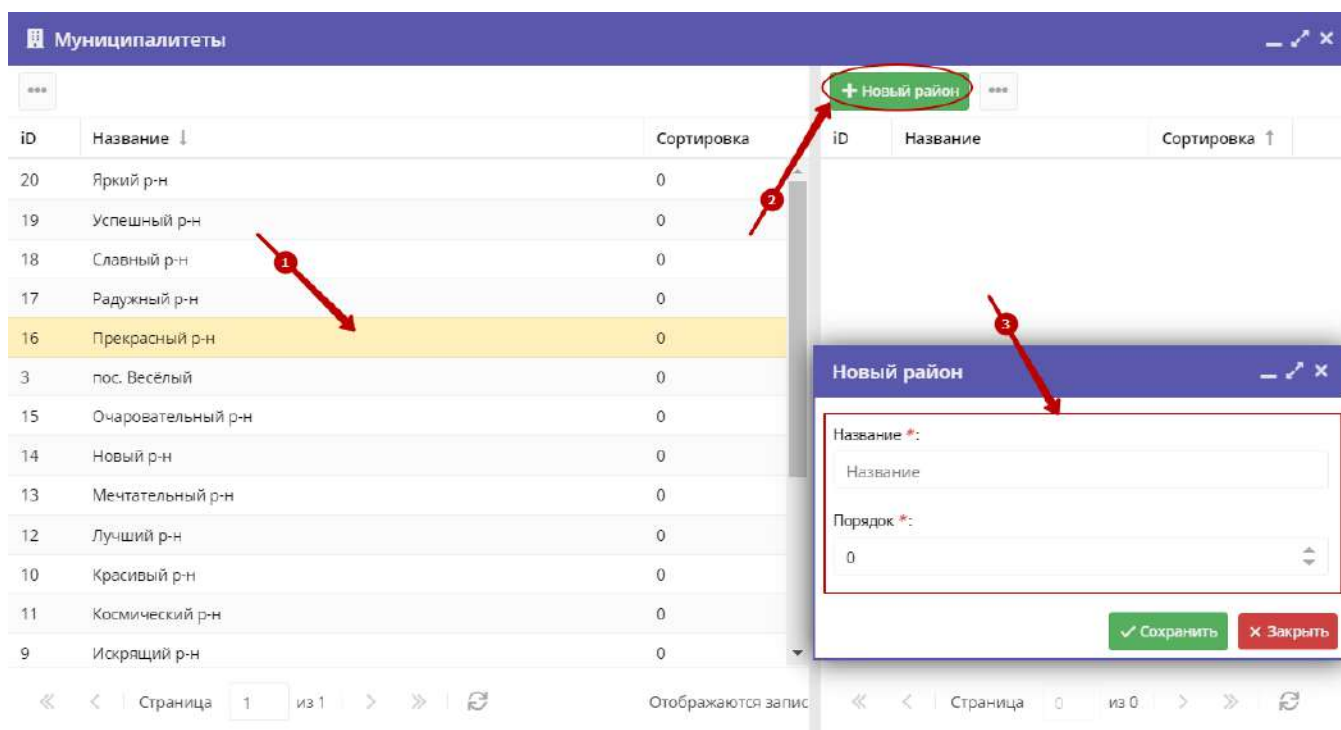 Муниципалитеты
+ Новый район
iD Название ↓ Сортировка
iD Название Сортировка ↑
20 Яркий р-н 0
19 Успешный р-н 0
18 Славный р-н 0
17 Радужный р-н 0
16 Прекрасный р-н 0
3 пос. Весёлый 0
15 Очаровательный р-н 0
14 Новый р-н 0
13 Мечтательный р-н 0
12 Лучший р-н 0
10 Красивый р-н 0
11 Космический р-н 0
9 Искрящий р-н 0
1
2
3
Новый район
Название *:
Название
Порядок *:
0
Сохранить Закрыть
Страница 1 из 1 Отображаются запис
Страница 0 из 0